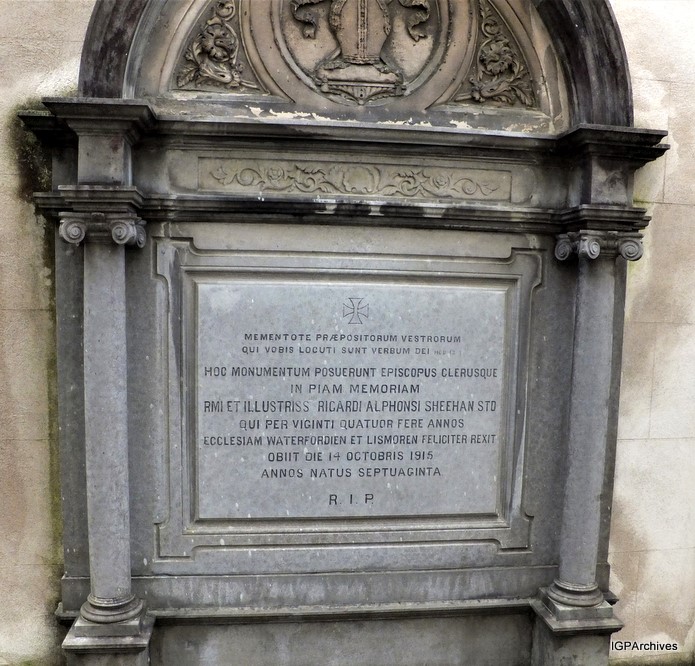 MEMENTOTE PRÆPOSITORUM VESTRORUM
QUI VOBIS LOCUTI SUNT VERBUM DEI
HOC MONUMENTUM POSUERUNT EPISCOPUS CLERUSQUE
IN PIAM MEMORIAM
RMI ET ILLUSTRISS RICARDI ALPHONSI SHEEHAN STD
QUI PER VIGINTI QUATUOR FERE ANNOS
ECCLESIAM WATERFORDIEN ET LISMOREN FELICITER REXIT
OBIIT DIE 14 OCTOBRIS 1915
ANNOS NATUS SEPTUAGINTA
R. I. P.
IGPArchives